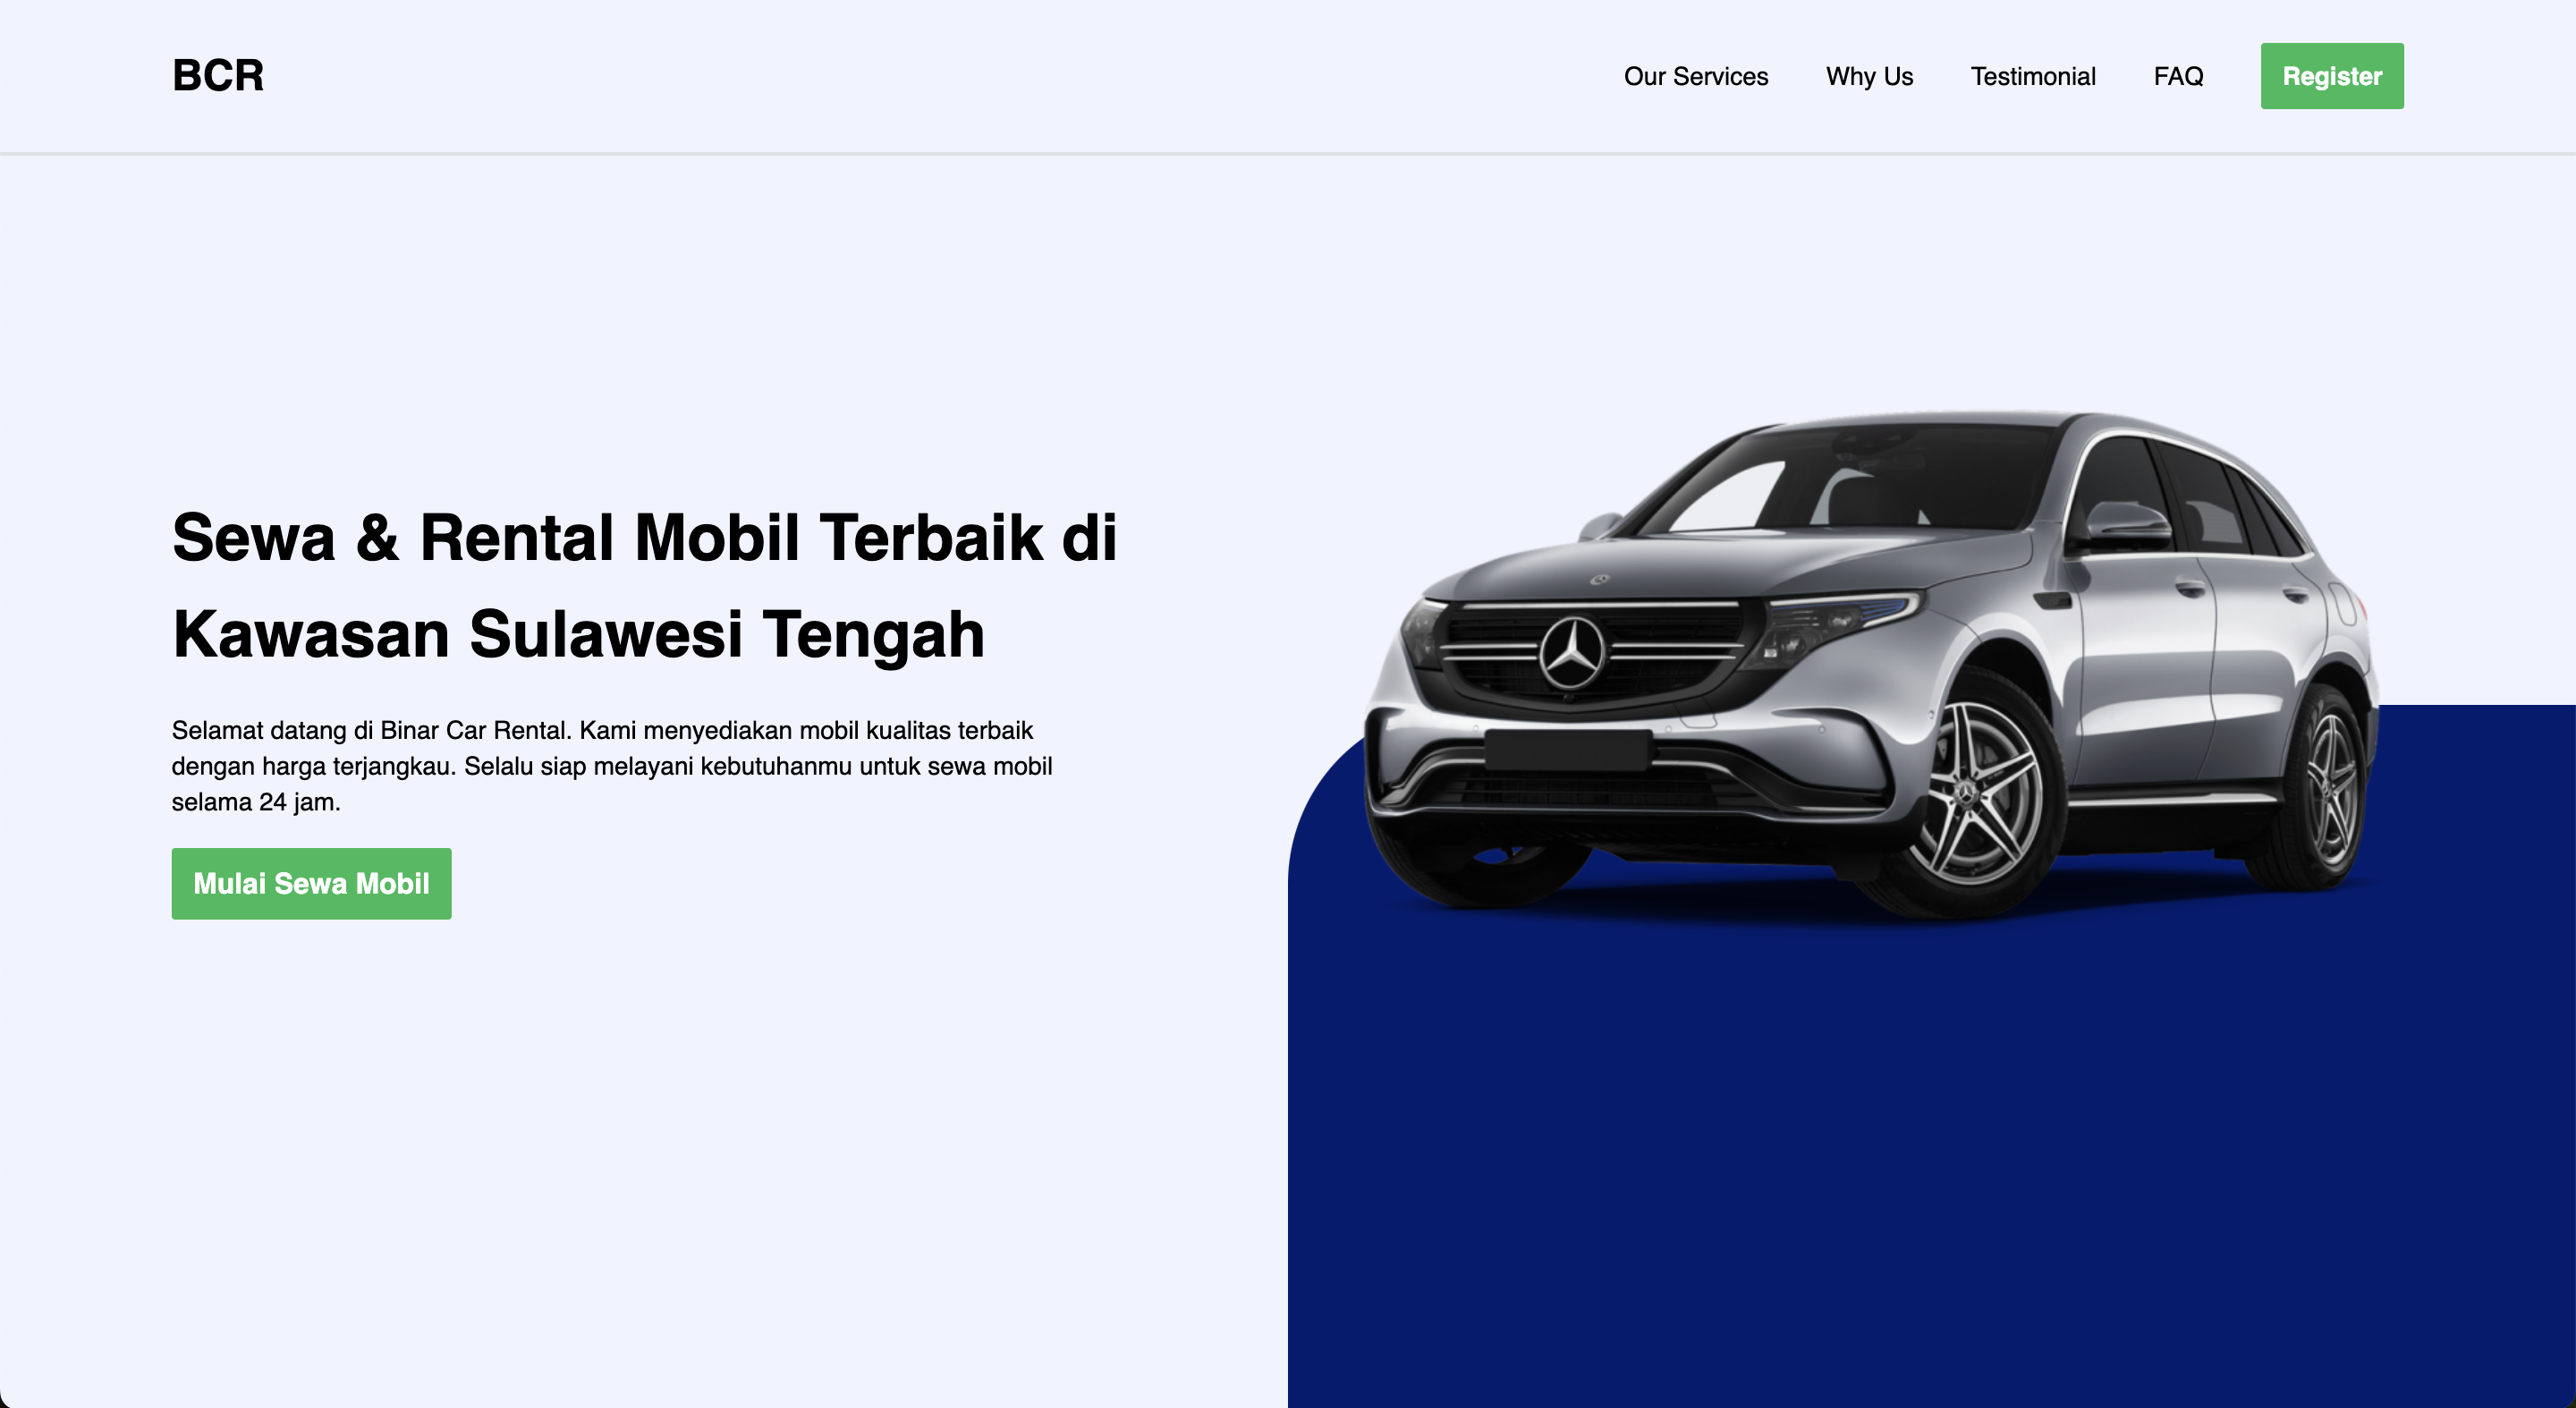 BCR
Our Services
Why Us
Testimonial
FAQ
Register
Sewa & Rental Mobil Terbaik di
Kawasan Sulawesi Tengah
Selamat datang di Binar Car Rental. Kami menyediakan mobil kualitas terbaik
dengan harga terjangkau. Selalu siap melayani kebutuhanmu untuk sewa mobil
selama 24 jam.
Mulai Sewa Mobil